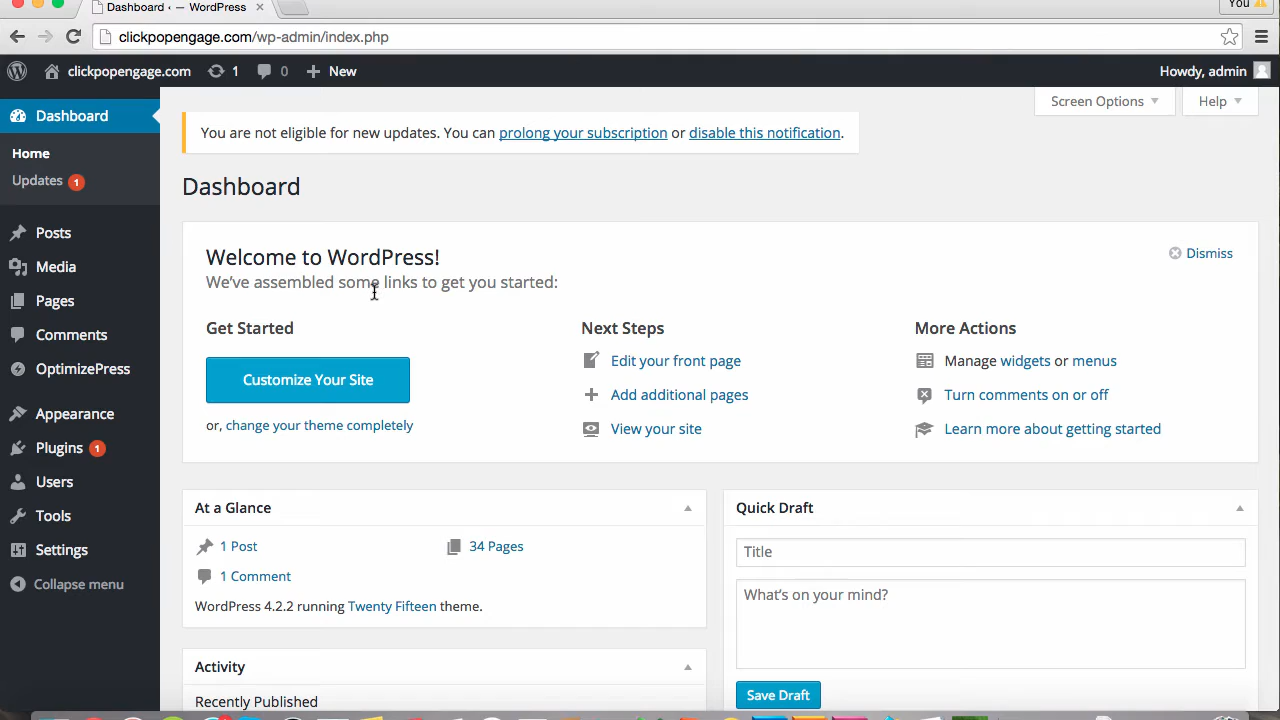 Dashboard ‹ — WordPress
You
clickpopengage.com/wp-admin/index.php
clickpopengage.com 1 0 New Howdy, admin
Dashboard
Home
Updates 1
Posts
Media
Pages
Comments
OptimizePress
Appearance
Plugins 1
Users
Tools
Settings
Collapse menu
Screen Options Help
You are not eligible for new updates. You can prolong your subscription or disable this notification.
Dashboard
Welcome to WordPress!
Dismiss
We've assembled some links to get you started:
Get Started
Customize Your Site
or, change your theme completely
Next Steps
Edit your front page
Add additional pages
View your site
More Actions
Manage widgets or menus
Turn comments on or off
Learn more about getting started
At a Glance
1 Post 34 Pages
1 Comment
WordPress 4.2.2 running Twenty Fifteen theme.
Activity
Recently Published
Quick Draft
Title
What's on your mind?
Save Draft